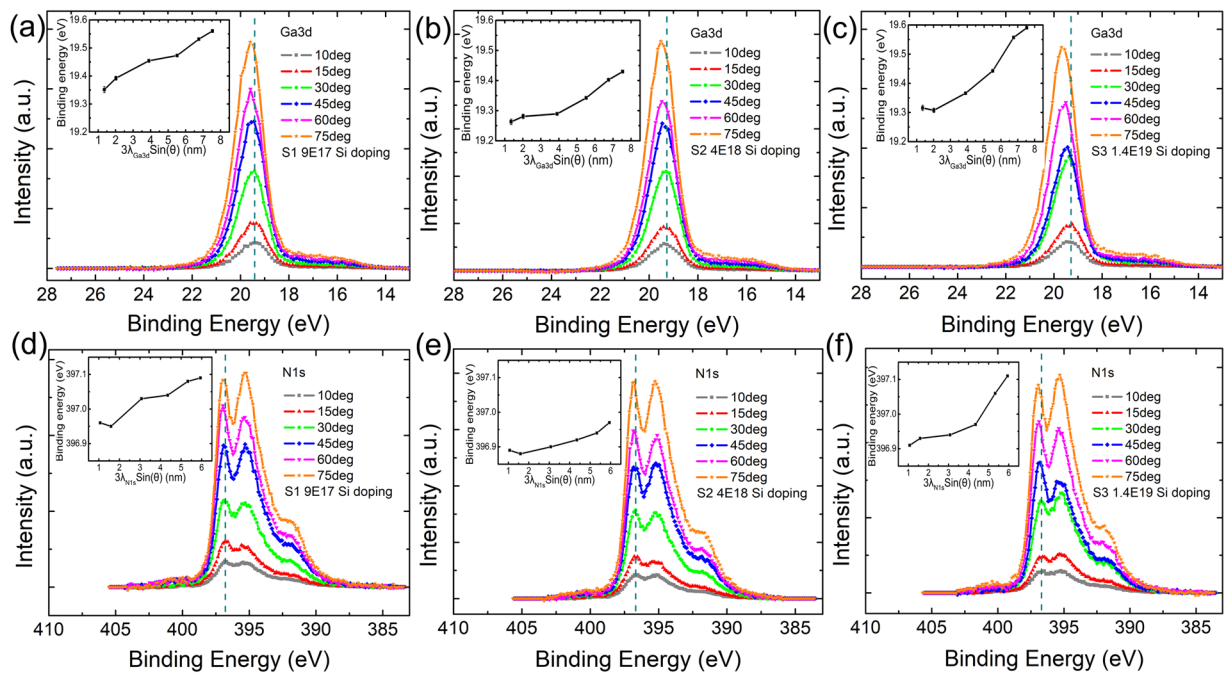 (a)
Ga3d
10deg
15deg
30deg
45deg
60deg
75deg
S1 9E17 Si doping
Binding energy (eV)
19.6
19.5
19.4
19.3
19.2
1 2 3 4 5 6 7 8
3λGa3dSin(θ) (nm)
Intensity (a.u.)
28 26 24 22 20 18 16 14
Binding Energy (eV)
(b)
Ga3d
10deg
15deg
30deg
45deg
60deg
75deg
S2 4E18 Si doping
Binding energy (eV)
19.6
19.5
19.4
19.3
19.2
1 2 3 4 5 6 7 8
3λGa3dSin(θ) (nm)
Intensity (a.u.)
28 26 24 22 20 18 16 14
Binding Energy (eV)
(c)
Ga3d
10deg
15deg
30deg
45deg
60deg
75deg
S3 1.4E19 Si doping
Binding energy (eV)
19.6
19.5
19.4
19.3
19.2
1 2 3 4 5 6 7 8
3λGa3dSin(θ) (nm)
Intensity (a.u.)
28 26 24 22 20 18 16 14
Binding Energy (eV)
(d)
N1s
10deg
15deg
30deg
45deg
60deg
75deg
S1 9E17 Si doping
Binding energy (eV)
397.1
397.0
396.9
1 2 3 4 5 6
3λN1sSin(θ) (nm)
Intensity (a.u.)
410 405 400 395 390 385
Binding Energy (eV)
(e)
N1s
10deg
15deg
30deg
45deg
60deg
75deg
S2 4E18 Si doping
Binding energy (eV)
397.1
397.0
396.9
1 2 3 4 5 6
3λN1sSin(θ) (nm)
Intensity (a.u.)
410 405 400 395 390 385
Binding Energy (eV)
(f)
N1s
10deg
15deg
30deg
45deg
60deg
75deg
S3 1.4E19 Si doping
Binding energy (eV)
397.1
397.0
396.9
1 2 3 4 5 6
3λN1sSin(θ) (nm)
Intensity (a.u.)
410 405 400 395 390 385
Binding Energy (eV)